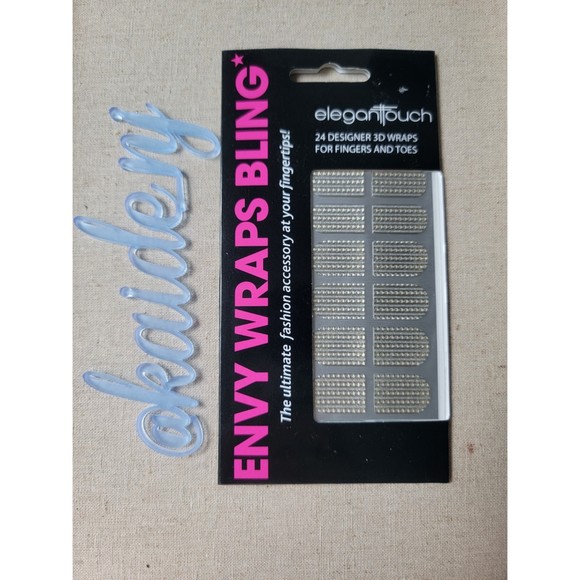 @kaideny
ENVY WRAPS BLING*
The ultimate fashion accessory at your fingertips!
eleganttouch
24 DESIGNER 3D WRAPS
FOR FINGERS AND TOES